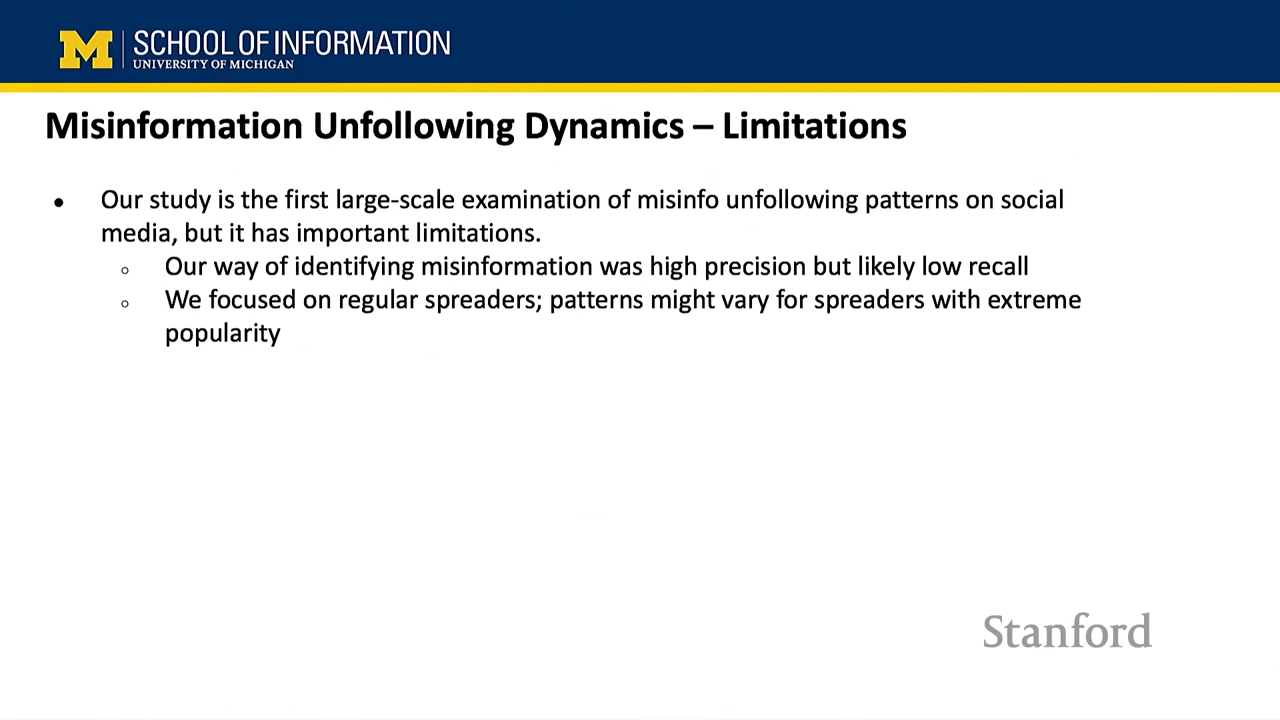 M SCHOOL OF INFORMATION
UNIVERSITY OF MICHIGAN
Misinformation Unfollowing Dynamics – Limitations
● Our study is the first large-scale examination of misinfo unfollowing patterns on social
media, but it has important limitations.
○ Our way of identifying misinformation was high precision but likely low recall
○ We focused on regular spreaders; patterns might vary for spreaders with extreme
popularity
Stanford